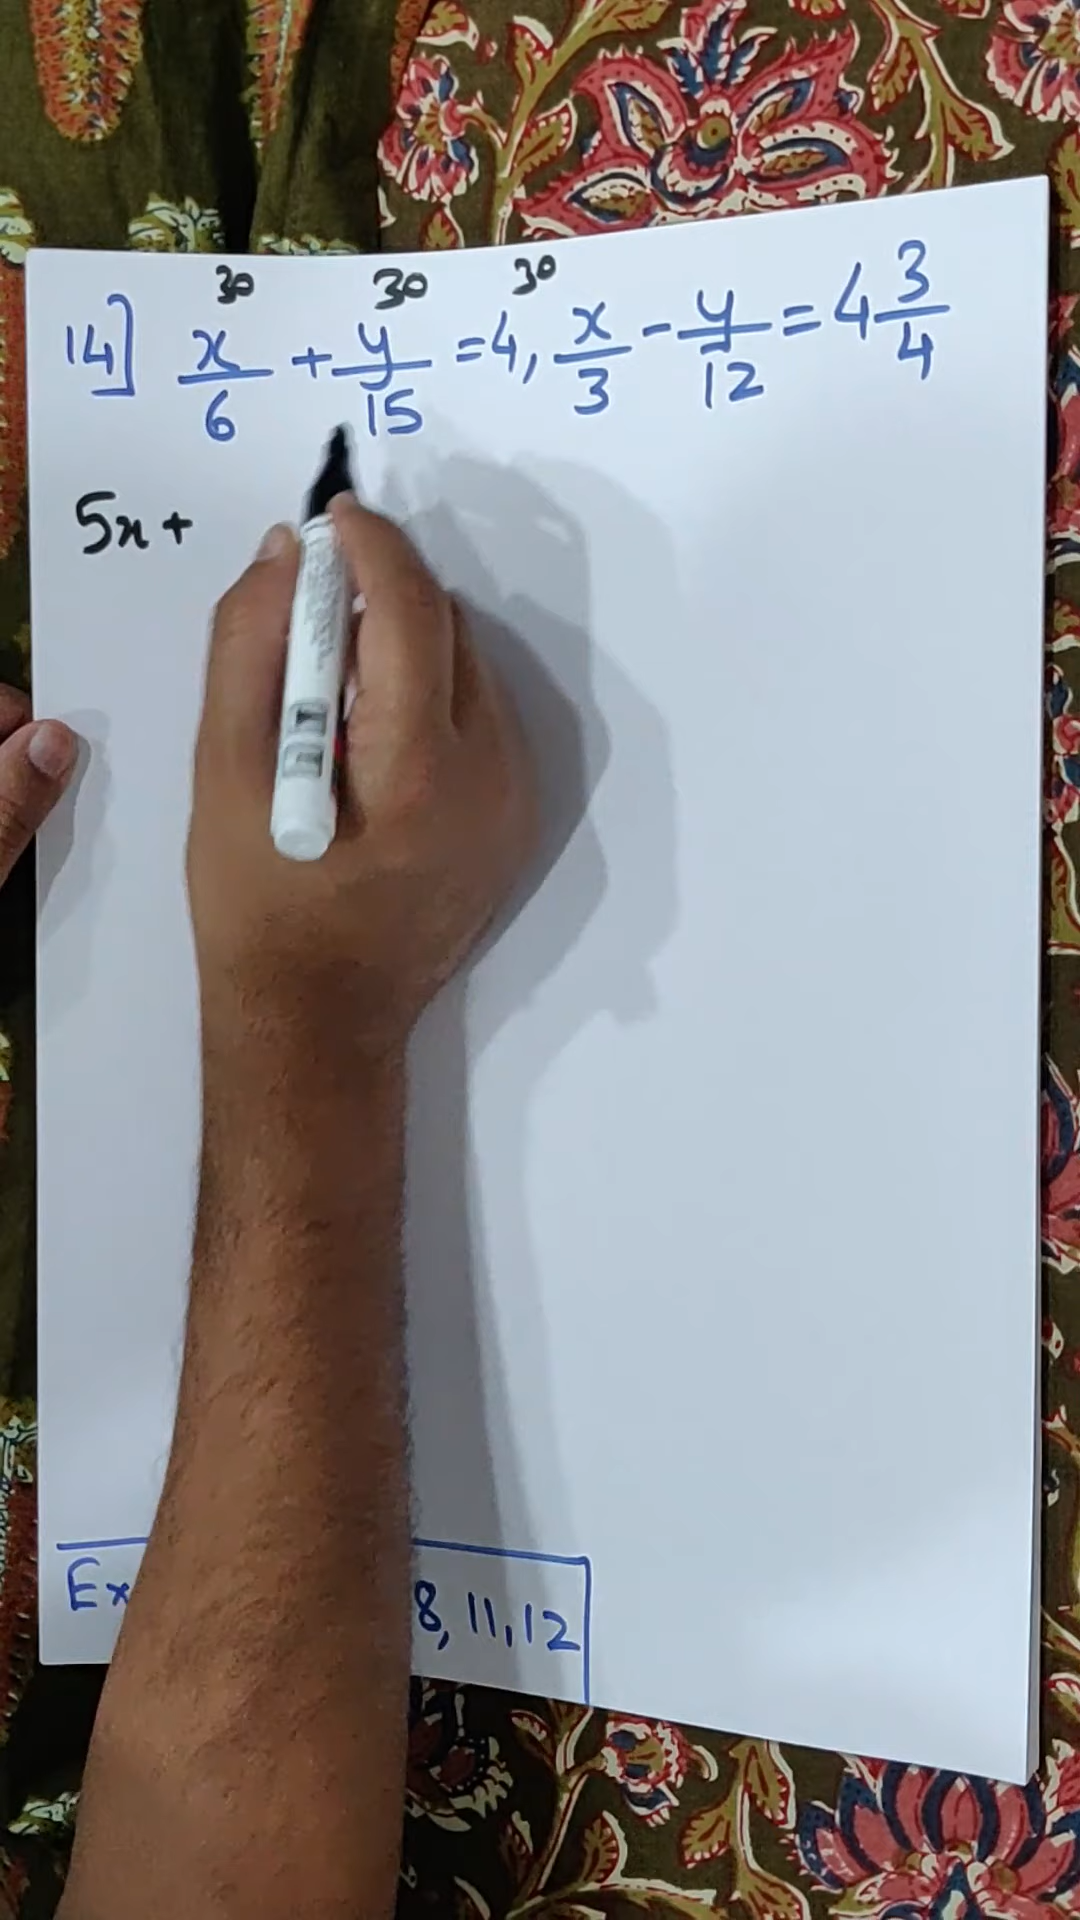 30 30 30
14] x/6 + y/15 = 4, x/3 - y/12 = 4 3/4
5x +
Ex 8, 11, 12